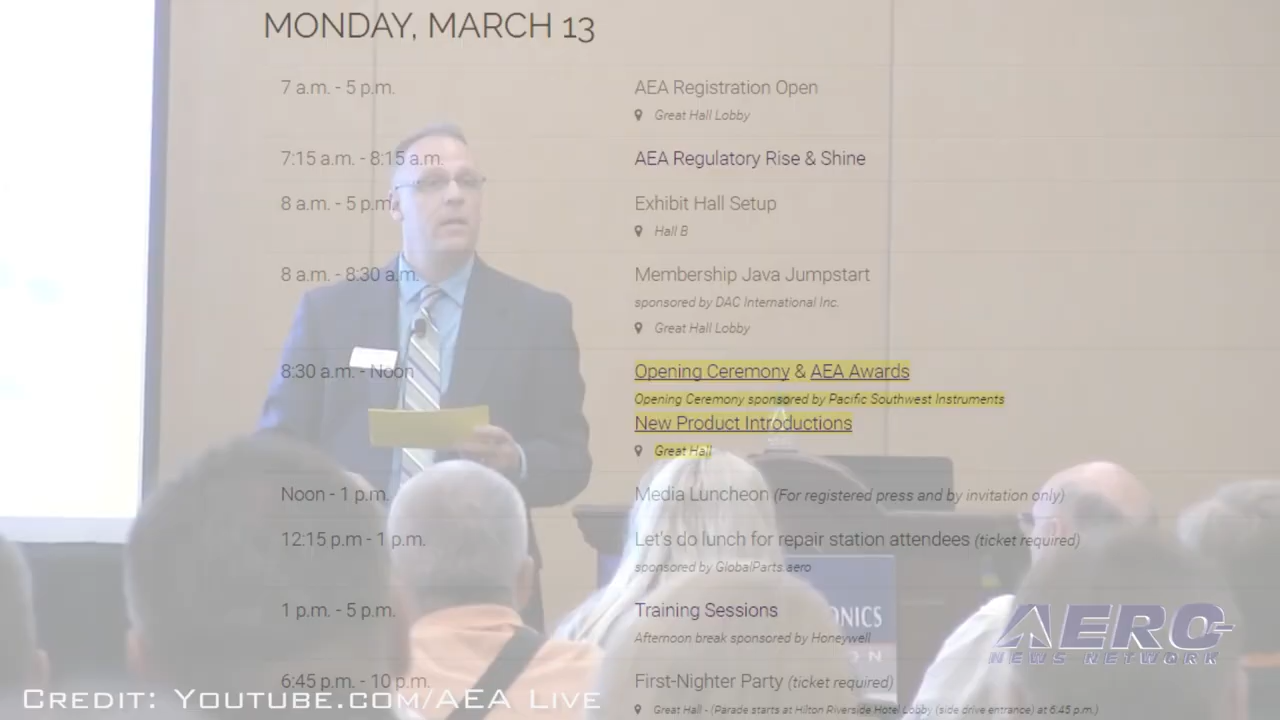 MONDAY, MARCH 13
7 a.m. - 5 p.m. AEA Registration Open
Great Hall Lobby
7:15 a.m. - 8:15 a.m. AEA Regulatory Rise & Shine
8 a.m. - 5 p.m. Exhibit Hall Setup
Hall B
8 a.m. - 8:30 a.m. Membership Java Jumpstart
sponsored by DAC International Inc.
Great Hall Lobby
8:30 a.m. - Noon Opening Ceremony & AEA Awards
Opening Ceremony sponsored by Pacific Southwest Instruments
New Product Introductions
Great Hall
Noon - 1 p.m. Media Luncheon (For registered press and by invitation only)
12:15 p.m - 1 p.m. Let's do lunch for repair station attendees (ticket required)
sponsored by GlobalParts.aero
1 p.m. - 5 p.m. Training Sessions
Afternoon break sponsored by Honeywell
6:45 p.m. - 10 p.m. First-Nighter Party (ticket required)
Great Hall - (Parade starts at Hilton Riverside Hotel Lobby (side drive entrance) at 6:45 p.m.)
ONICS
ON
AERO
NEWS NETWORK
Credit: Youtube.com/AEA Live